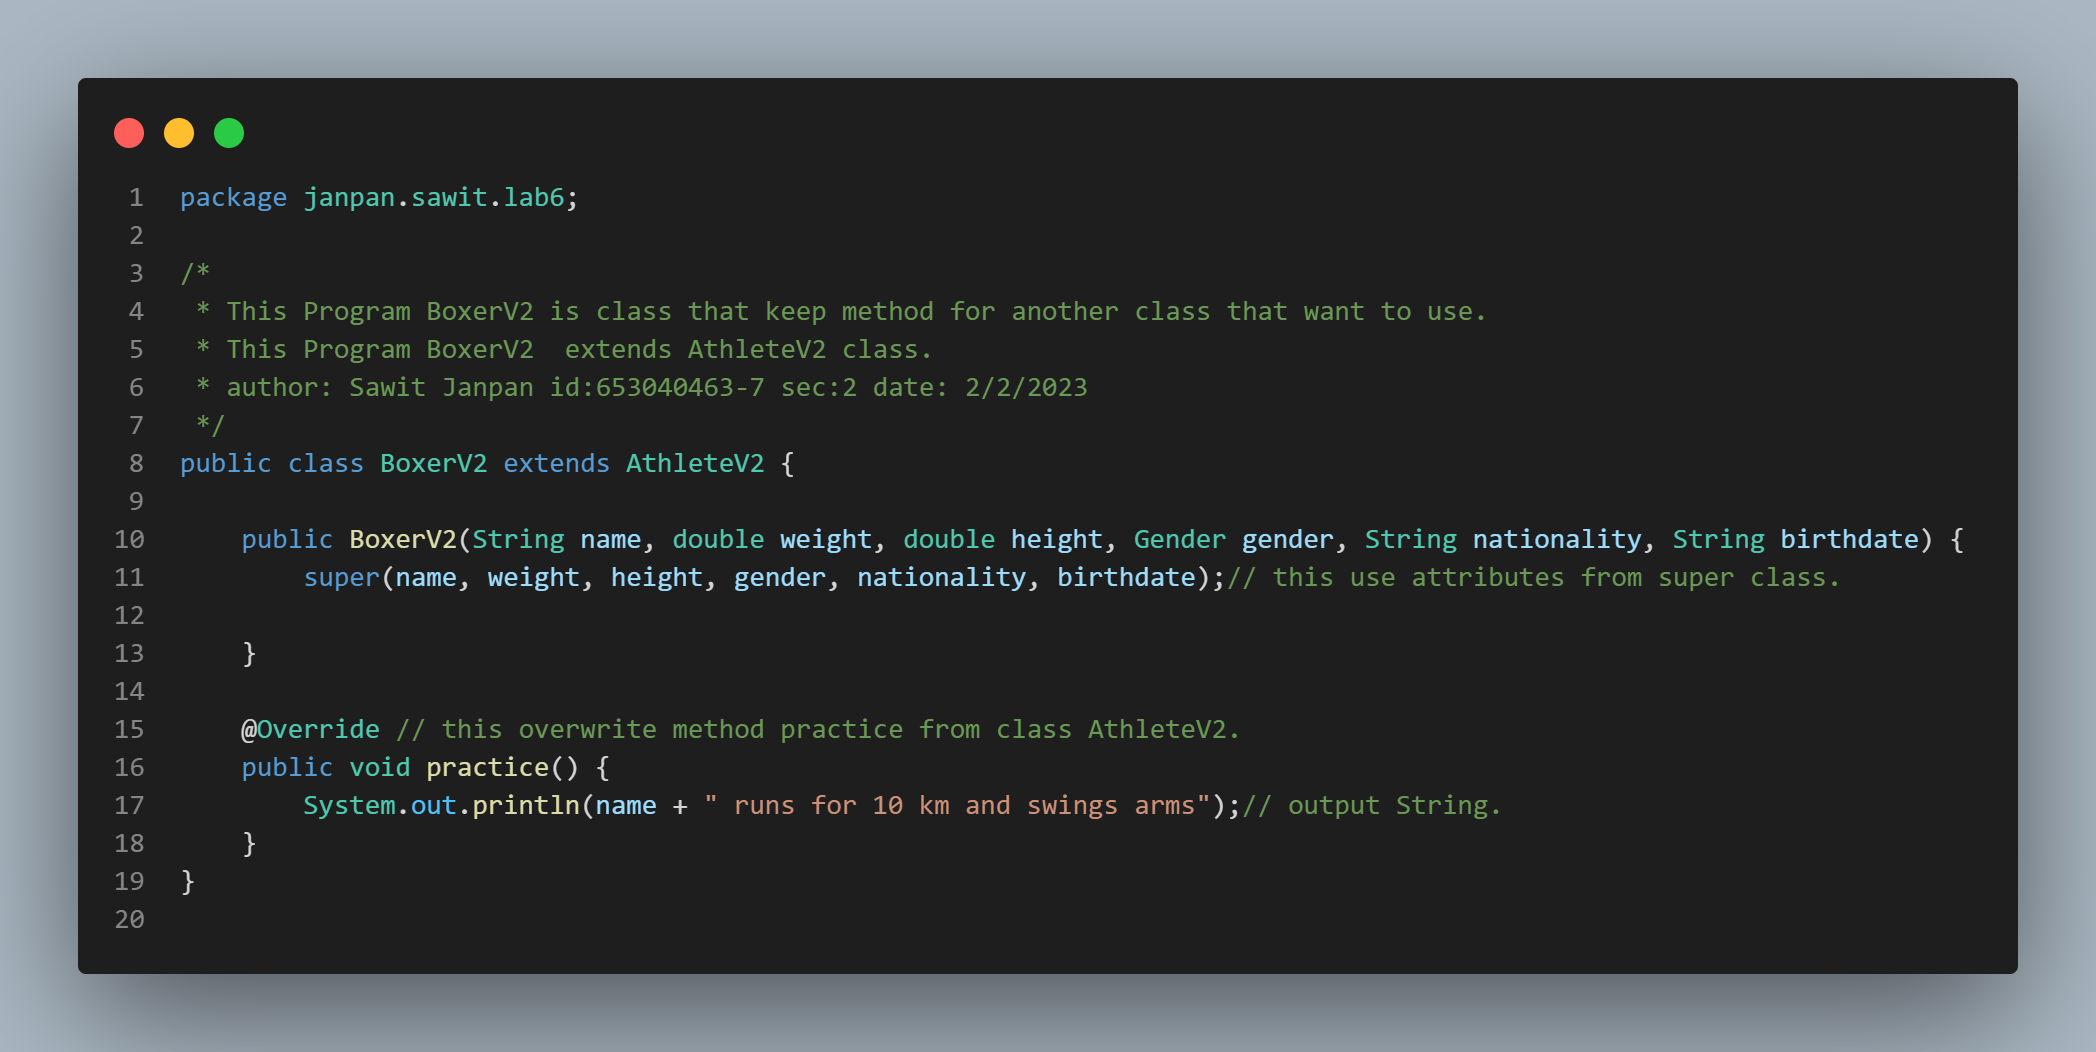 1 package janpan.sawit.lab6;
2
3 /*
4  * This Program BoxerV2 is class that keep method for another class that want to use.
5  * This Program BoxerV2  extends AthleteV2 class.
6  * author: Sawit Janpan id:653040463-7 sec:2 date: 2/2/2023
7  */
8 public class BoxerV2 extends AthleteV2 {
9
10     public BoxerV2(String name, double weight, double height, Gender gender, String nationality, String birthdate) {
11         super(name, weight, height, gender, nationality, birthdate);// this use attributes from super class.
12
13     }
14
15     @Override // this overwrite method practice from class AthleteV2.
16     public void practice() {
17         System.out.println(name + " runs for 10 km and swings arms");// output String.
18     }
19 }
20